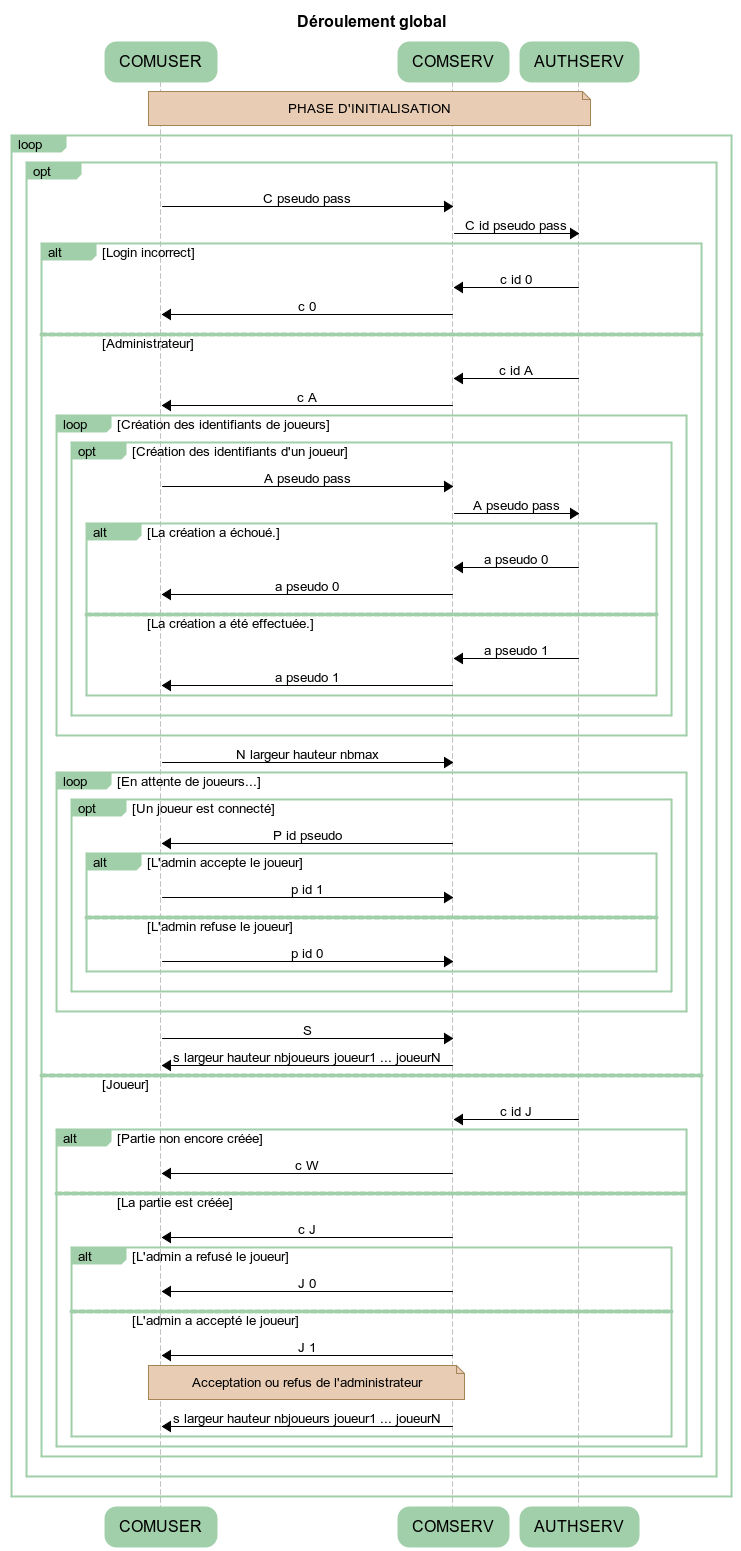 Déroulement global
COMUSER COMSERV AUTHSERV
PHASE D'INITIALISATION
loop
opt
C pseudo pass
C id pseudo pass
alt [Login incorrect]
c id 0
c 0
[Administrateur]
c id A
c A
loop [Création des identifiants de joueurs]
opt [Création des identifiants d'un joueur]
A pseudo pass
A pseudo pass
alt [La création a échoué.]
a pseudo 0
a pseudo 0
[La création a été effectuée.]
a pseudo 1
a pseudo 1
N largeur hauteur nbmax
loop [En attente de joueurs...]
opt [Un joueur est connecté]
P id pseudo
alt [L'admin accepte le joueur]
p id 1
[L'admin refuse le joueur]
p id 0
S
s largeur hauteur nbjoueurs joueur1 ... joueurN
[Joueur]
c id J
alt [Partie non encore créée]
c W
[La partie est créée]
c J
alt [L'admin a refusé le joueur]
J 0
[L'admin a accepté le joueur]
J 1
Acceptation ou refus de l'administrateur
s largeur hauteur nbjoueurs joueur1 ... joueurN
COMUSER COMSERV AUTHSERV